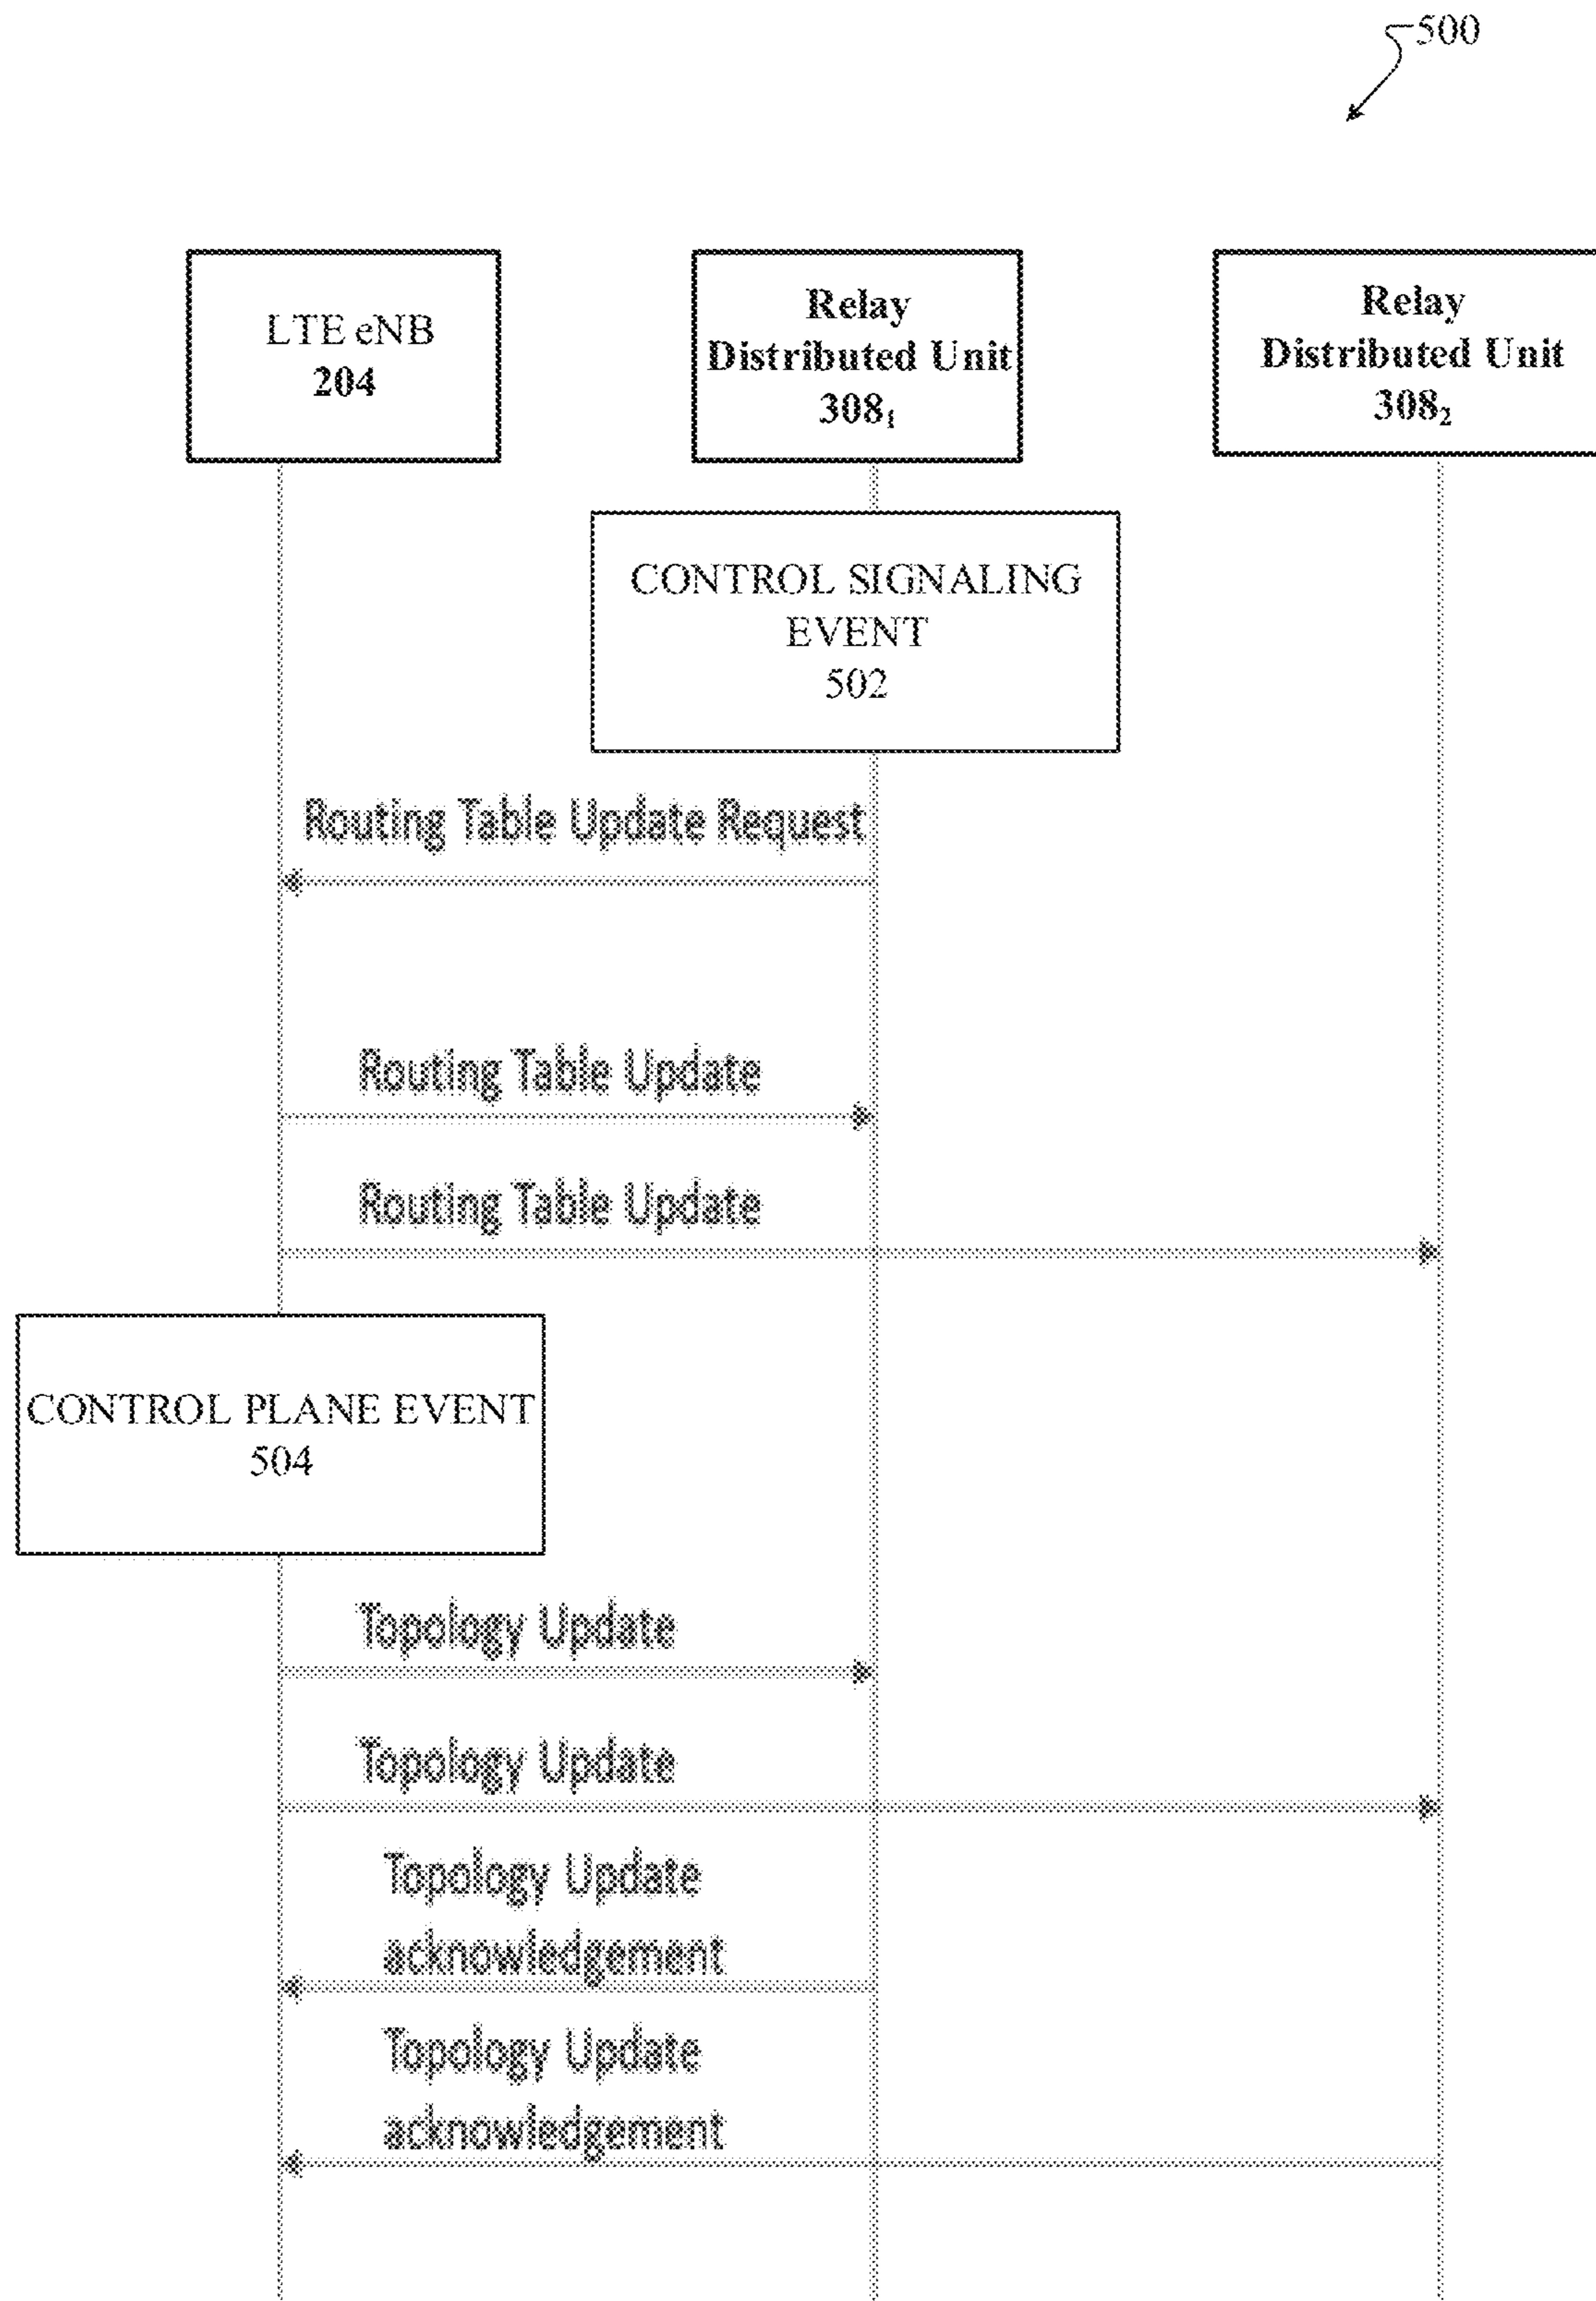 500
LTE eNB
204
Relay
Distributed Unit
308₁
Relay
Distributed Unit
308₂
CONTROL SIGNALING
EVENT
502
Routing Table Update Request
Routing Table Update
Routing Table Update
CONTROL PLANE EVENT
504
Topology Update
Topology Update
Topology Update
acknowledgement
Topology Update
acknowledgement